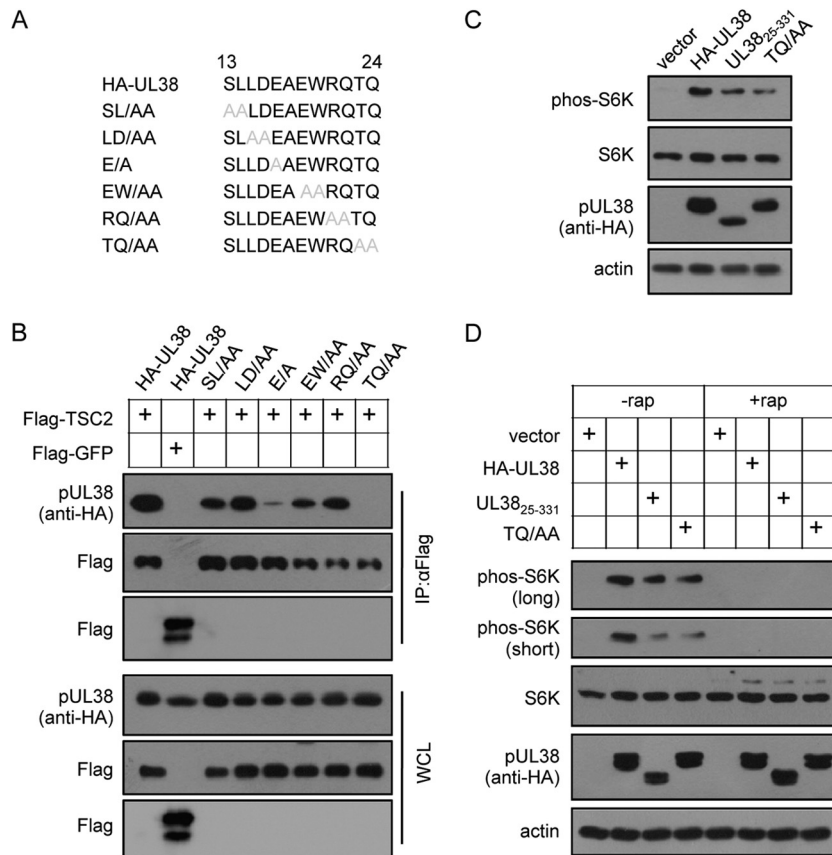 A
13 24
HA-UL38 SLLDEAEWRQTQ
SL/AA AALDEAEWRQTQ
LD/AA SLAAEAEWRQTQ
E/A SLLDAAEWRQTQ
EW/AA SLLDEA AARQTQ
RQ/AA SLLDEAEWAATQ
TQ/AA SLLDEAEWRQAA
B
HA-UL38 HA-UL38 SL/AA LD/AA E/A EW/AA RQ/AA TQ/AA
Flag-TSC2 + + + + + + +
Flag-GFP +
pUL38
(anti-HA)
Flag
Flag
IP:αFlag
pUL38
(anti-HA)
Flag
Flag
WCL
C
vector HA-UL38 UL3825-331 TQ/AA
phos-S6K
S6K
pUL38
(anti-HA)
actin
D
-rap +rap
vector + +
HA-UL38 + +
UL3825-331 + +
TQ/AA + +
phos-S6K
(long)
phos-S6K
(short)
S6K
pUL38
(anti-HA)
actin